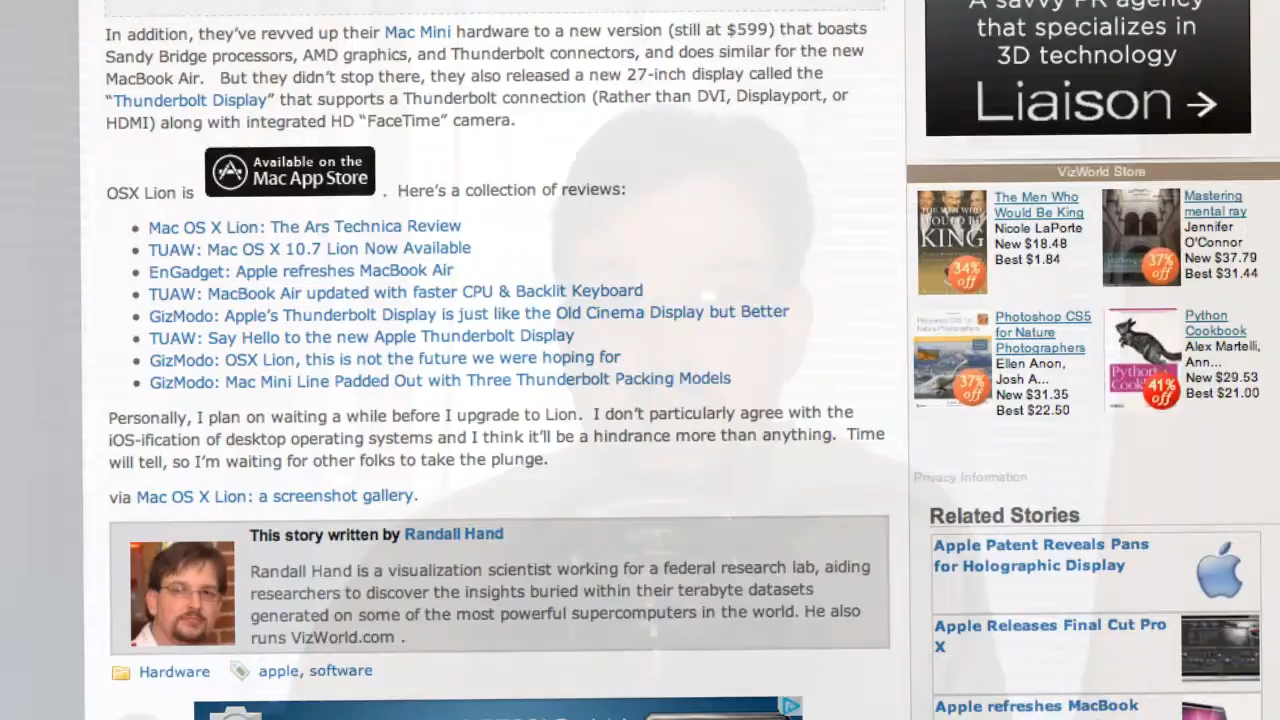 In addition, they've revved up their Mac Mini hardware to a new version (still at $599) that boasts
Sandy Bridge processors, AMD graphics, and Thunderbolt connectors, and does similar for the new
MacBook Air.   But they didn't stop there, they also released a new 27-inch display called the
“Thunderbolt Display” that supports a Thunderbolt connection (Rather than DVI, Displayport, or
HDMI) along with integrated HD “FaceTime” camera.
Available on the
Mac App Store
OSX Lion is . Here's a collection of reviews:
Mac OS X Lion: The Ars Technica Review
TUAW: Mac OS X 10.7 Lion Now Available
EnGadget: Apple refreshes MacBook Air
TUAW: MacBook Air updated with faster CPU & Backlit Keyboard
GizModo: Apple's Thunderbolt Display is just like the Old Cinema Display but Better
TUAW: Say Hello to the new Apple Thunderbolt Display
GizModo: OSX Lion, this is not the future we were hoping for
GizModo: Mac Mini Line Padded Out with Three Thunderbolt Packing Models
Personally, I plan on waiting a while before I upgrade to Lion.  I don't particularly agree with the
iOS-ification of desktop operating systems and I think it'll be a hindrance more than anything.  Time
will tell, so I'm waiting for other folks to take the plunge.
via Mac OS X Lion: a screenshot gallery.
This story written by Randall Hand
Randall Hand is a visualization scientist working for a federal research lab, aiding
researchers to discover the insights buried within their terabyte datasets
generated on some of the most powerful supercomputers in the world. He also
runs VizWorld.com .
Hardware apple, software
A savvy PR agency
that specializes in
3D technology
Liaison →
VizWorld Store
The Men Who
Would Be King
Nicole LaPorte
New $18.48
Best $1.84
KING
34%
off
Mastering
mental ray
Jennifer
O'Connor
New $37.79
Best $31.44
37%
off
Photoshop CS5
for Nature
Photographers
Ellen Anon,
Josh A...
New $31.35
Best $22.50
37%
off
Python
Cookbook
Alex Martelli,
Ann...
New $29.53
Best $21.00
Python
41%
off
Privacy Information
Related Stories
Apple Patent Reveals Pans
for Holographic Display
Apple Releases Final Cut Pro
X
Apple refreshes MacBook